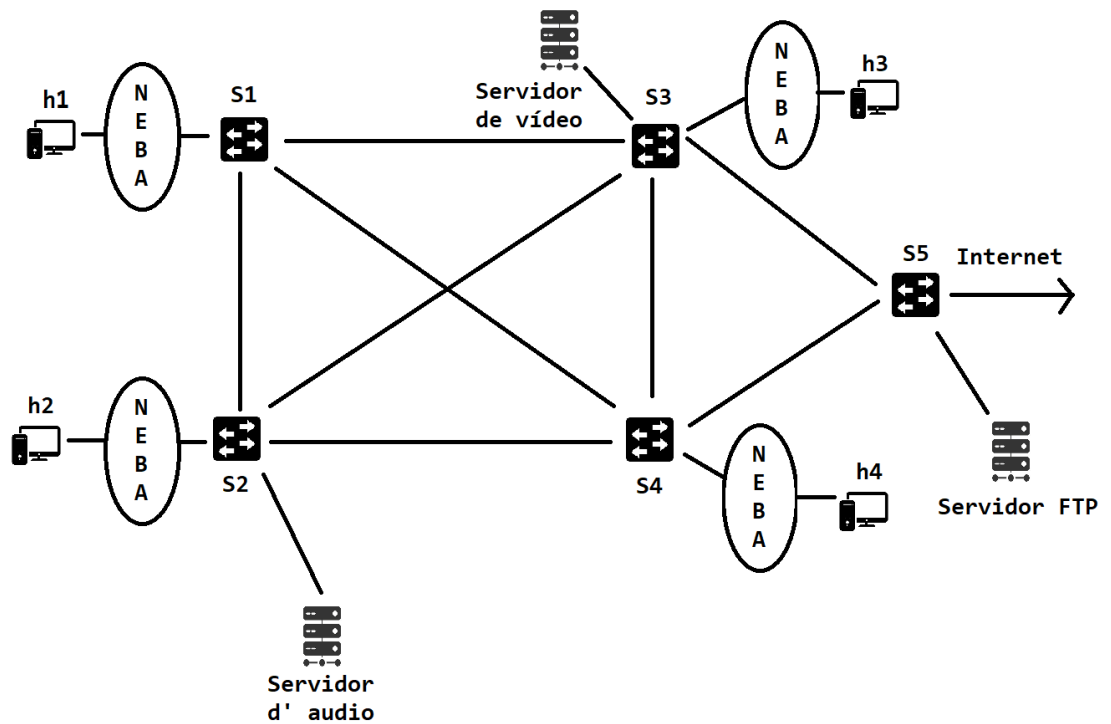 h1
N
E
B
A
S1
Servidor
de vídeo
S3
N
E
B
A
h3
S5
Internet
h2
N
E
B
A
S2
S4
N
E
B
A
h4
Servidor FTP
Servidor
d' audio